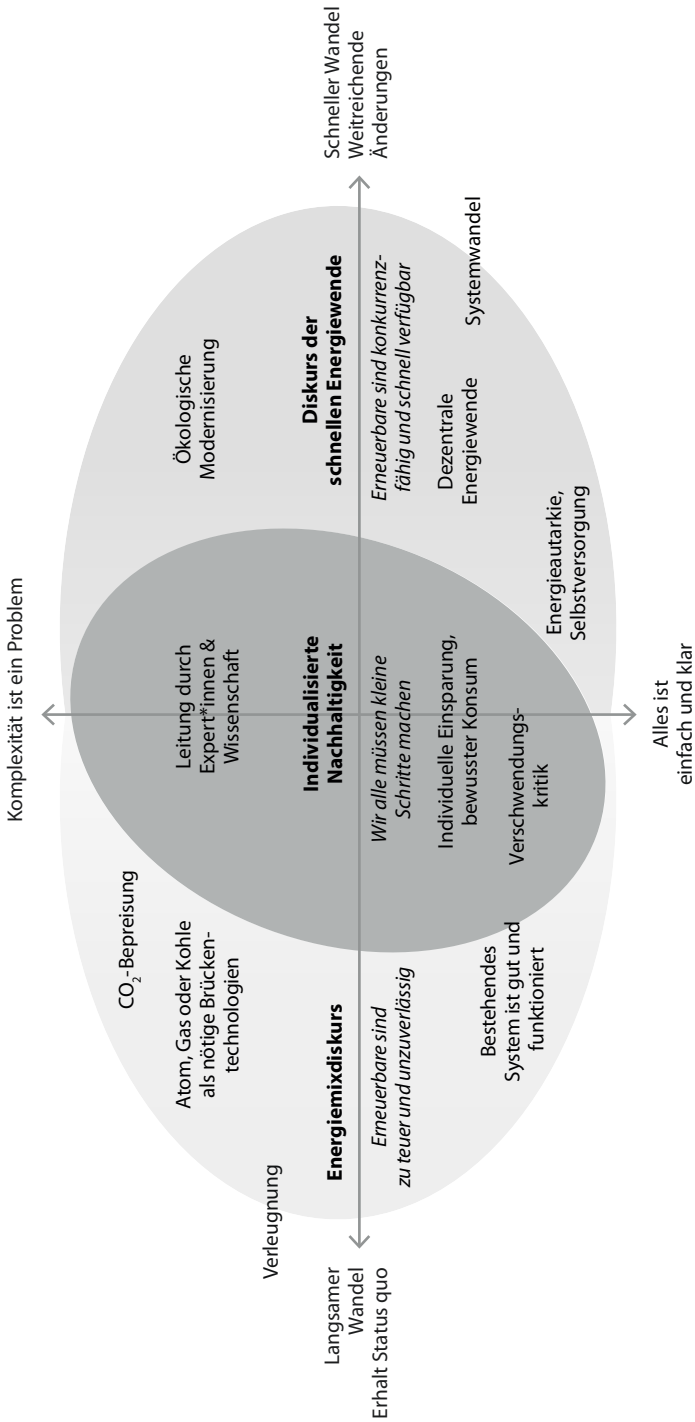 Komplexität ist ein Problem
CO₂-Bepreisung
Atom, Gas oder Kohle
als nötige Brücken-
technologien
Leitung durch
Expert*innen &
Wissenschaft
Ökologische
Modernisierung
Verleugnung
Langsamer
Wandel
Erhalt Status quo
Energiemixdiskurs
Erneuerbare sind
zu teuer und unzuverlässig
Individualisierte
Nachhaltigkeit
Wir alle müssen kleine
Schritte machen
Diskurs der
schnellen Energiewende
Erneuerbare sind konkurrenz-
fähig und schnell verfügbar
Schneller Wandel
Weitreichende
Änderungen
Bestehendes
System ist gut und
funktioniert
Individuelle Einsparung,
bewusster Konsum
Verschwendungs-
kritik
Dezentrale
Energiewende
Systemwandel
Energieautarkie,
Selbstversorgung
Alles ist
einfach und klar